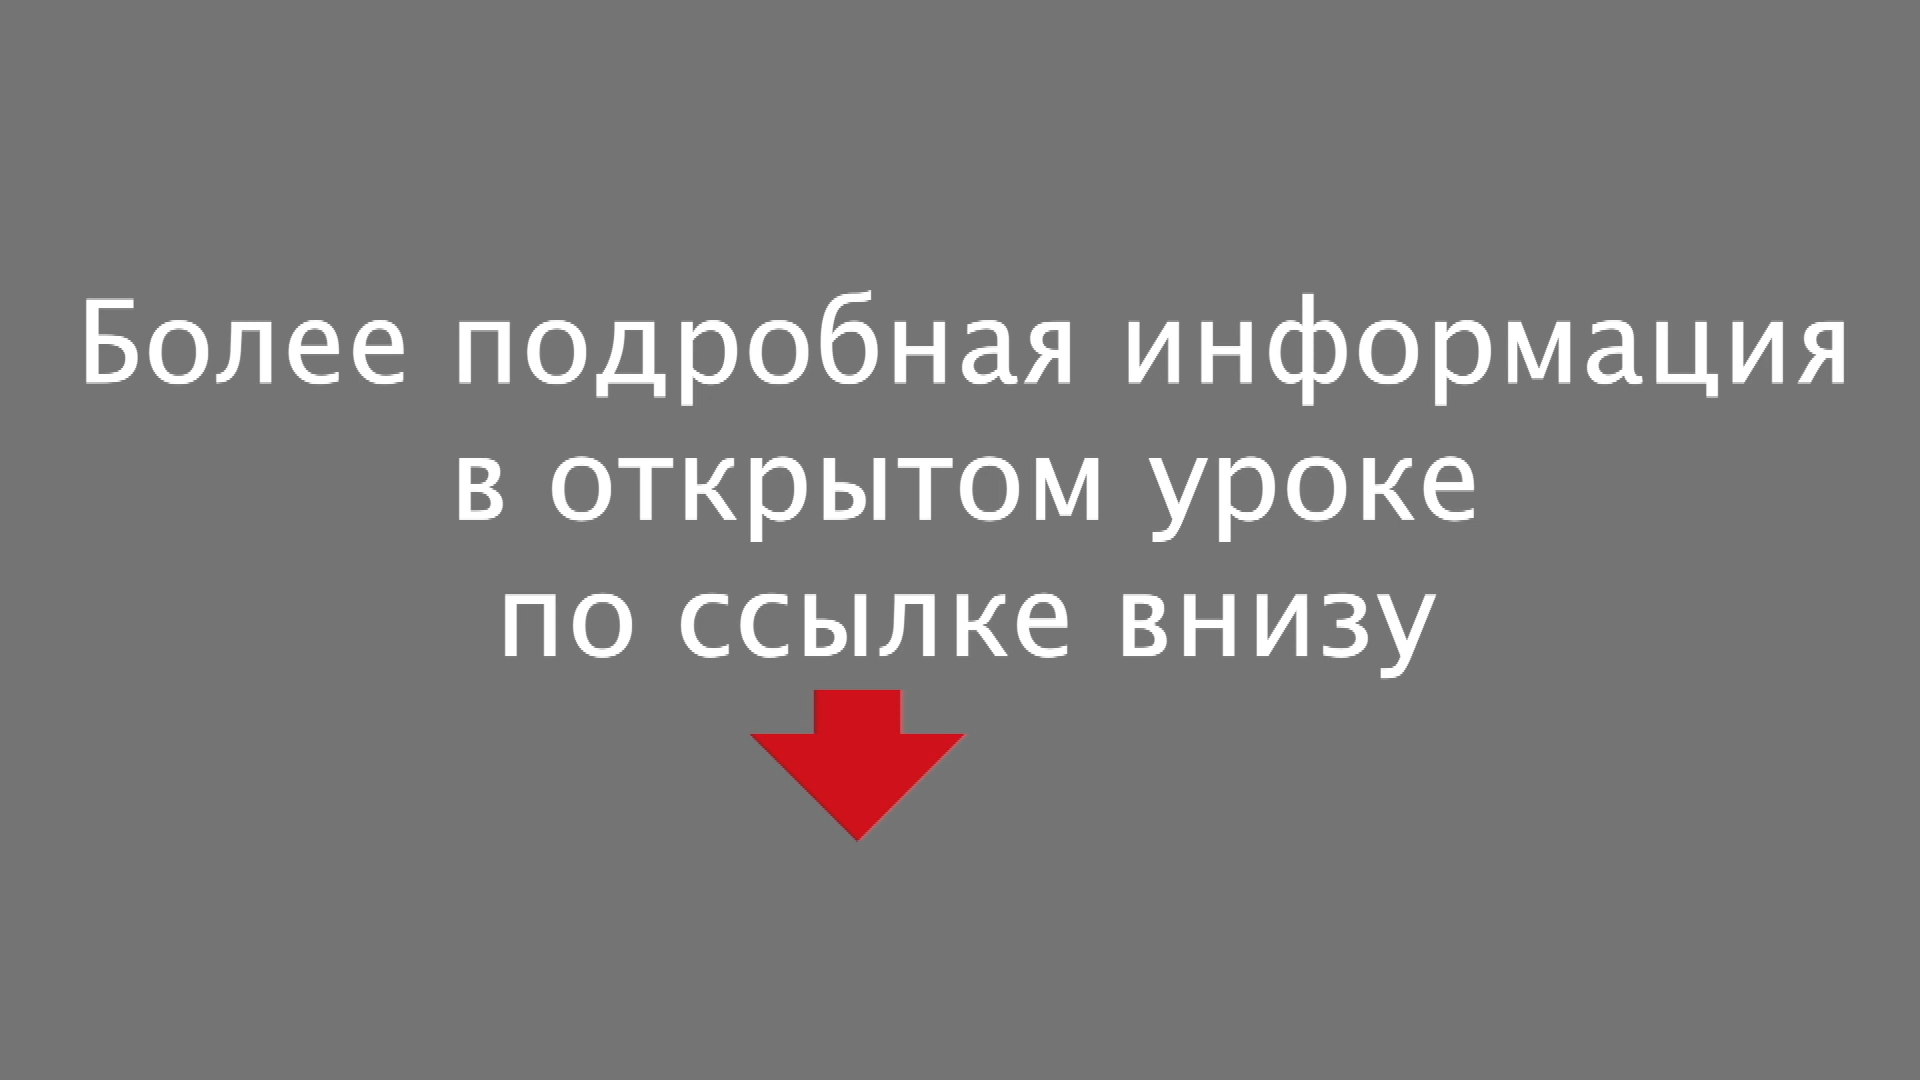 Более подробная информация
в открытом уроке
по ссылке внизу